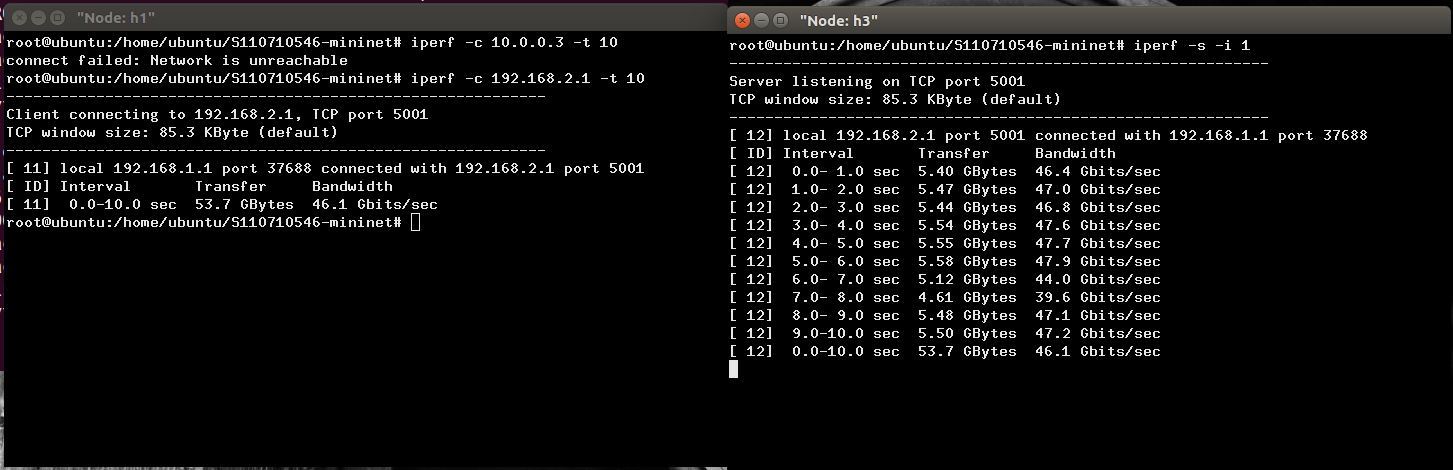 "Node: h1"
root@ubuntu:/home/ubuntu/S110710546-mininet# iperf -c 10.0.0.3 -t 10
connect failed: Network is unreachable
root@ubuntu:/home/ubuntu/S110710546-mininet# iperf -c 192.168.2.1 -t 10
------------------------------------------------------------
Client connecting to 192.168.2.1, TCP port 5001
TCP window size: 85.3 KByte (default)
------------------------------------------------------------
[ 11] local 192.168.1.1 port 37688 connected with 192.168.2.1 port 5001
[ ID] Interval       Transfer     Bandwidth
[ 11]  0.0-10.0 sec  53.7 GBytes  46.1 Gbits/sec
root@ubuntu:/home/ubuntu/S110710546-mininet#
"Node: h3"
root@ubuntu:/home/ubuntu/S110710546-mininet# iperf -s -i 1
------------------------------------------------------------
Server listening on TCP port 5001
TCP window size: 85.3 KByte (default)
------------------------------------------------------------
[ 12] local 192.168.2.1 port 5001 connected with 192.168.1.1 port 37688
[ ID] Interval       Transfer     Bandwidth
[ 12]  0.0- 1.0 sec  5.40 GBytes  46.4 Gbits/sec
[ 12]  1.0- 2.0 sec  5.47 GBytes  47.0 Gbits/sec
[ 12]  2.0- 3.0 sec  5.44 GBytes  46.8 Gbits/sec
[ 12]  3.0- 4.0 sec  5.54 GBytes  47.6 Gbits/sec
[ 12]  4.0- 5.0 sec  5.55 GBytes  47.7 Gbits/sec
[ 12]  5.0- 6.0 sec  5.58 GBytes  47.9 Gbits/sec
[ 12]  6.0- 7.0 sec  5.12 GBytes  44.0 Gbits/sec
[ 12]  7.0- 8.0 sec  4.61 GBytes  39.6 Gbits/sec
[ 12]  8.0- 9.0 sec  5.48 GBytes  47.1 Gbits/sec
[ 12]  9.0-10.0 sec  5.50 GBytes  47.2 Gbits/sec
[ 12]  0.0-10.0 sec  53.7 GBytes  46.1 Gbits/sec